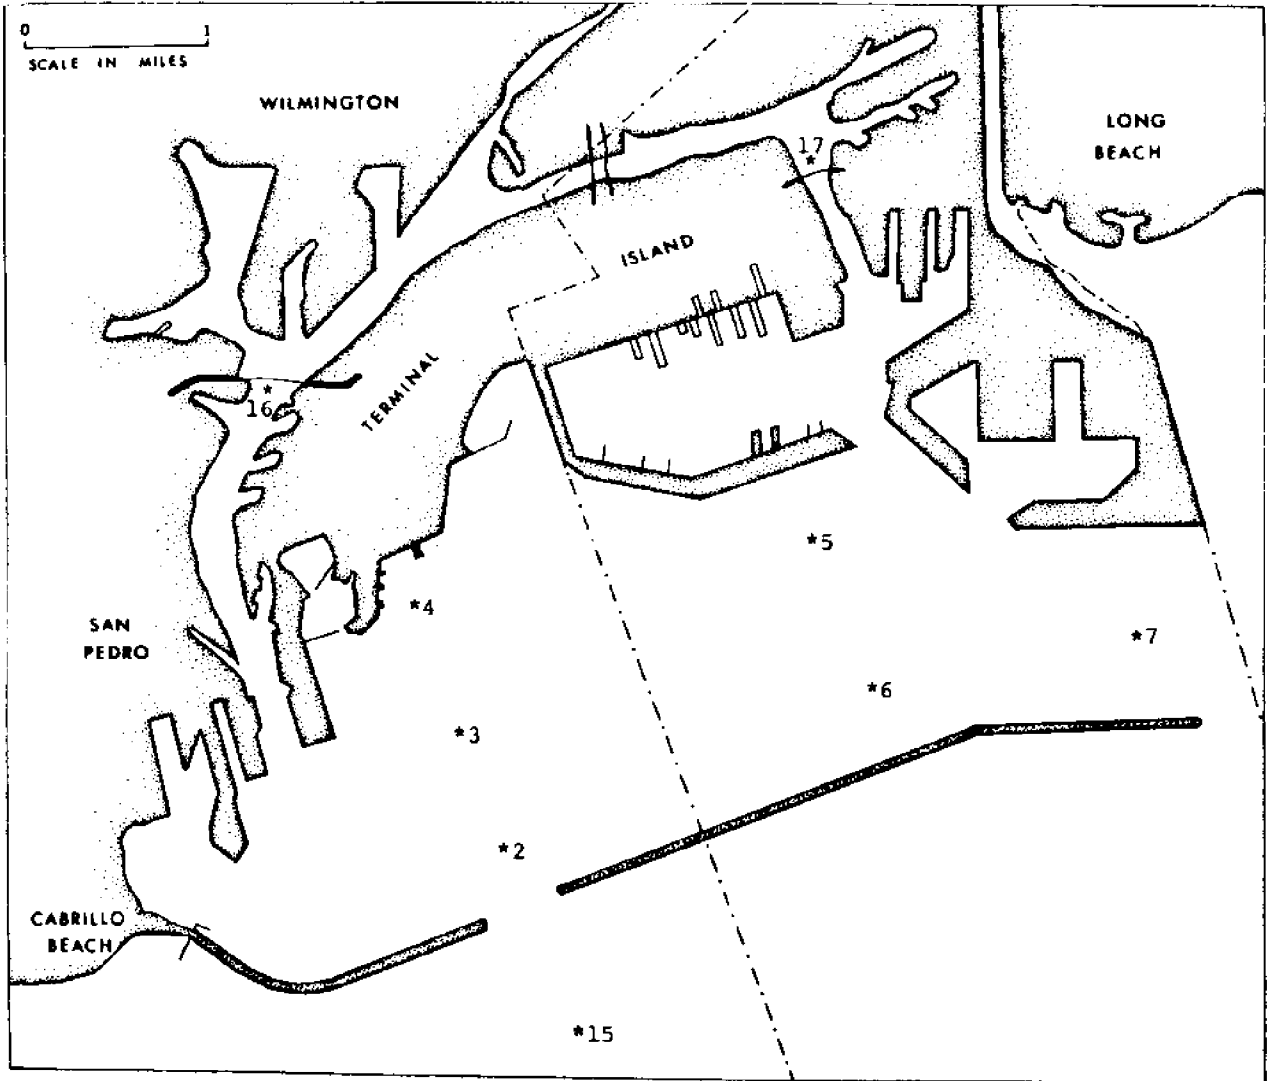 0 1
SCALE IN MILES
WILMINGTON
LONG
BEACH
17
*
ISLAND
TERMINAL
*
16
*5
*4
SAN
PEDRO
*7
*6
*3
*2
CABRILLO
BEACH
*15